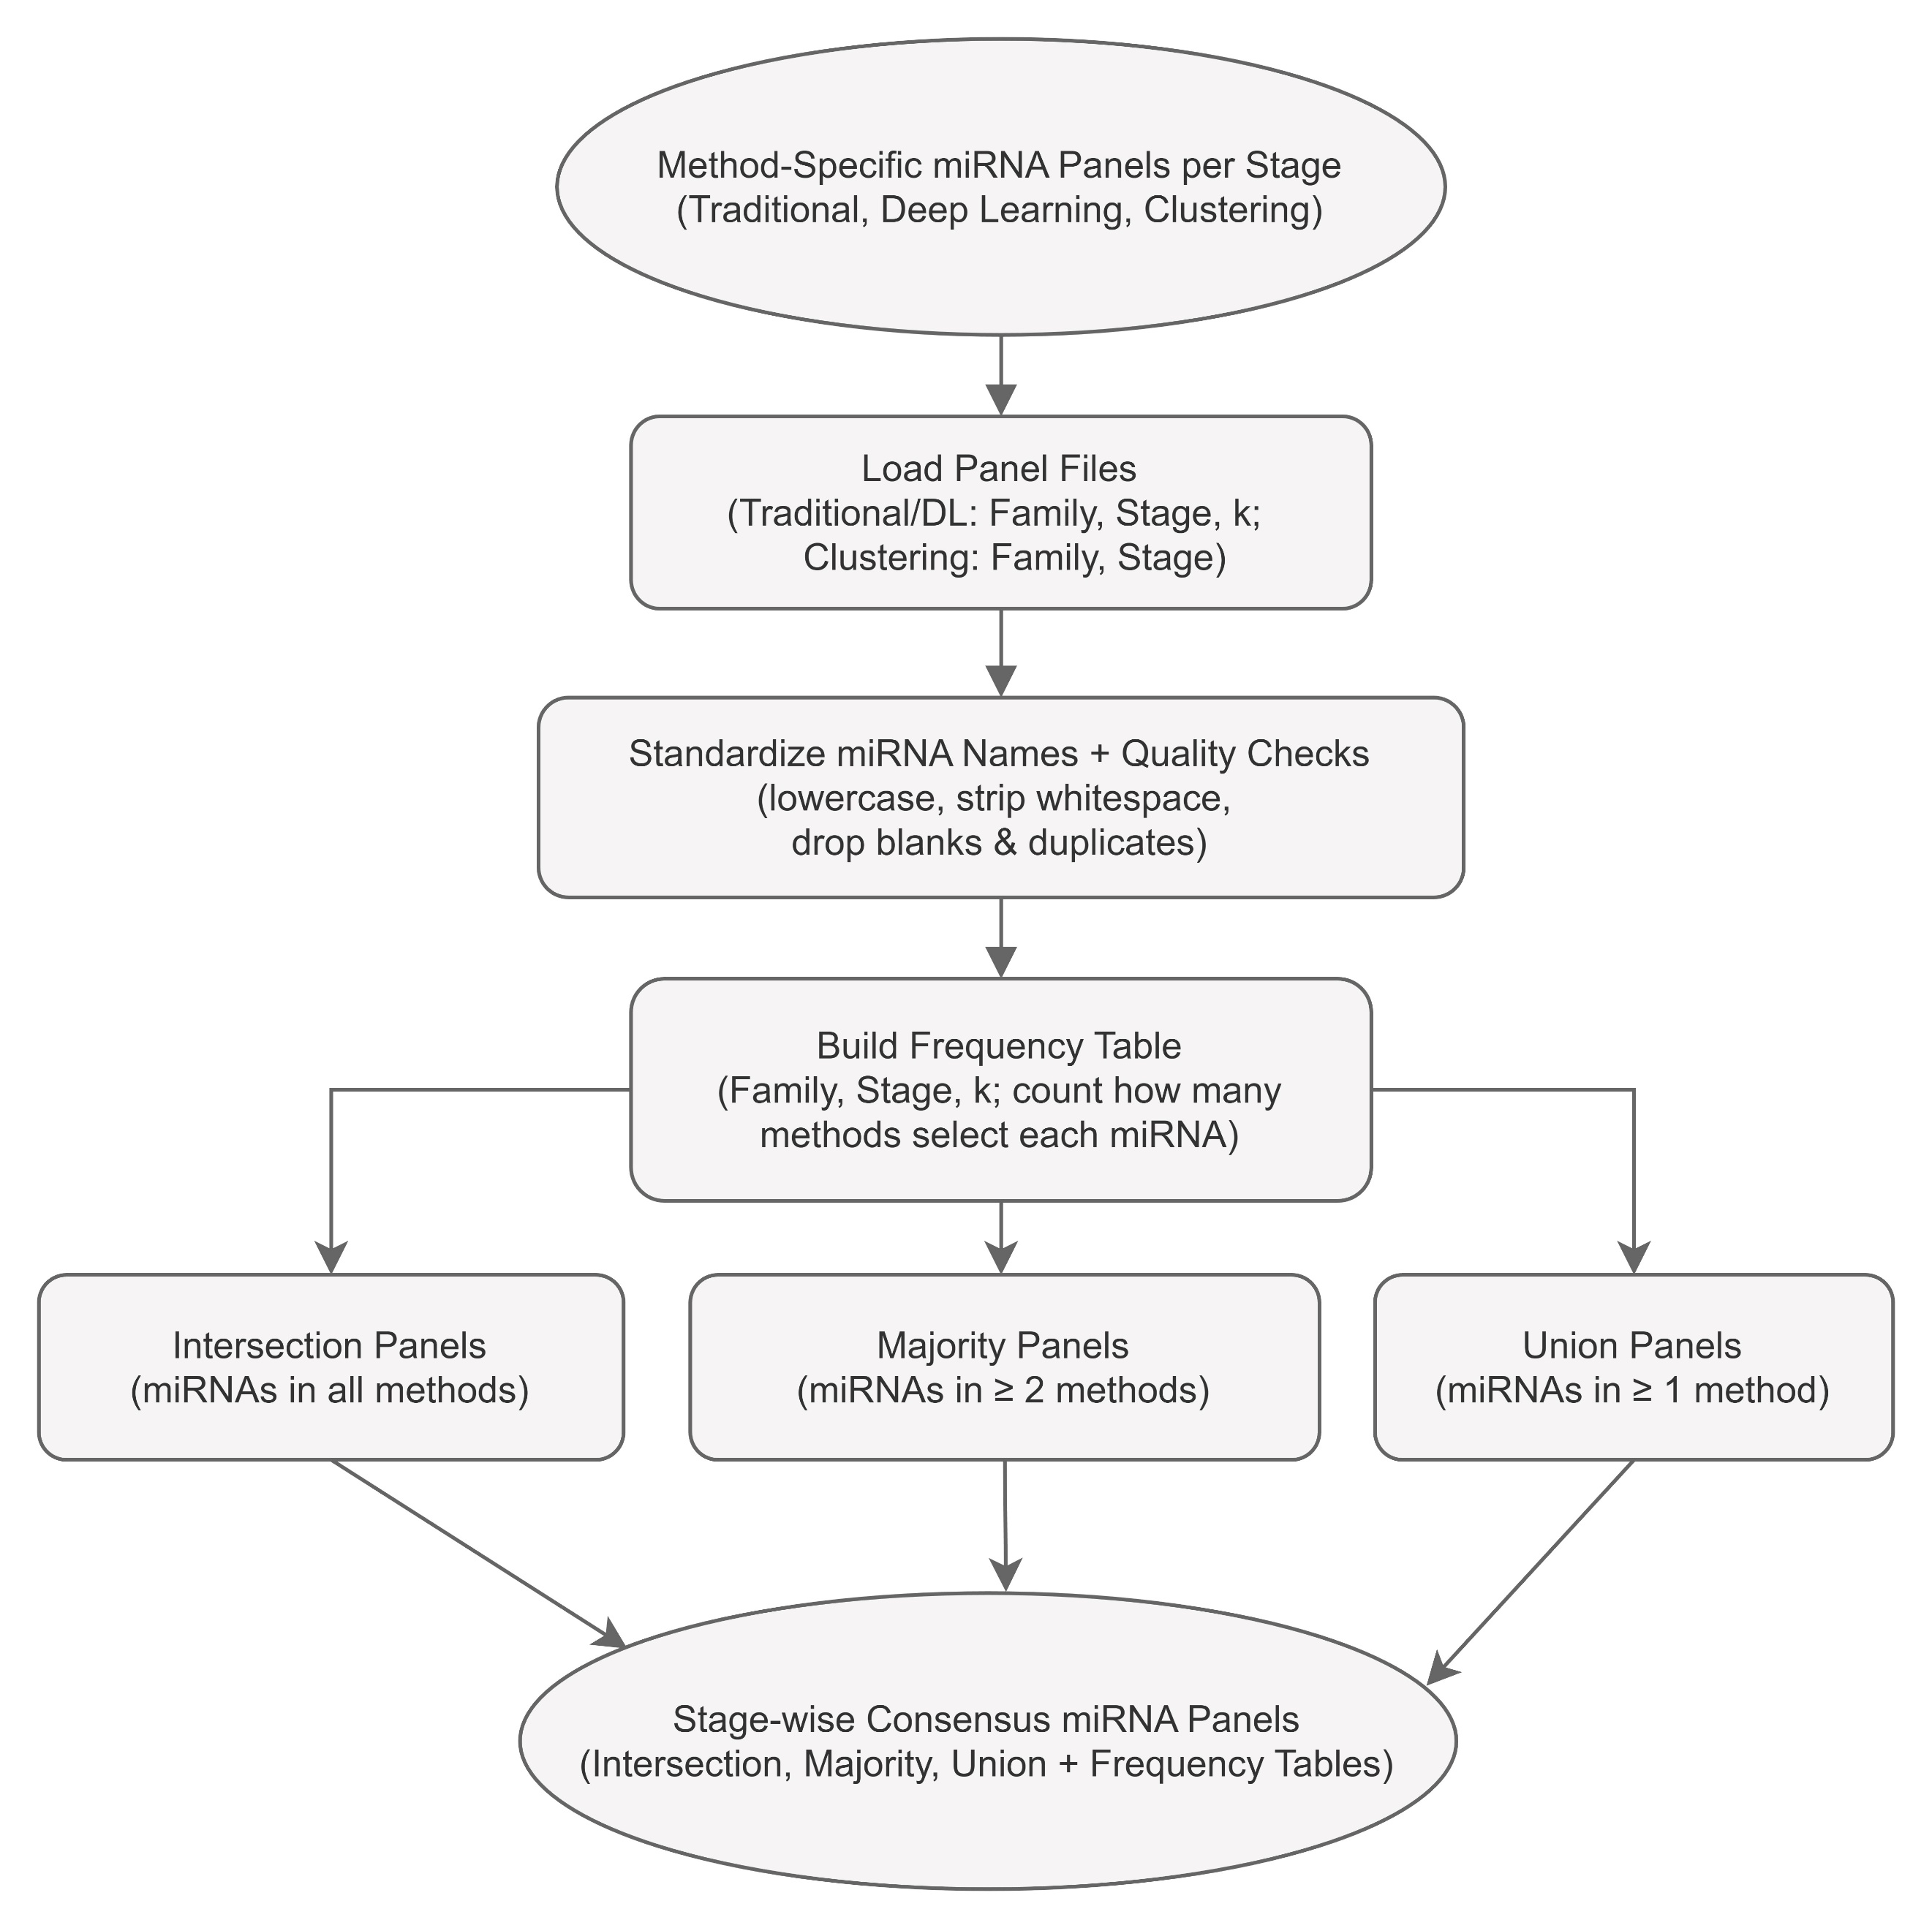 Method-Specific miRNA Panels per Stage
(Traditional, Deep Learning, Clustering)
Load Panel Files
(Traditional/DL: Family, Stage, k;
Clustering: Family, Stage)
Standardize miRNA Names + Quality Checks
(lowercase, strip whitespace,
drop blanks & duplicates)
Build Frequency Table
(Family, Stage, k; count how many
methods select each miRNA)
Intersection Panels
(miRNAs in all methods)
Majority Panels
(miRNAs in ≥ 2 methods)
Union Panels
(miRNAs in ≥ 1 method)
Stage-wise Consensus miRNA Panels
(Intersection, Majority, Union + Frequency Tables)